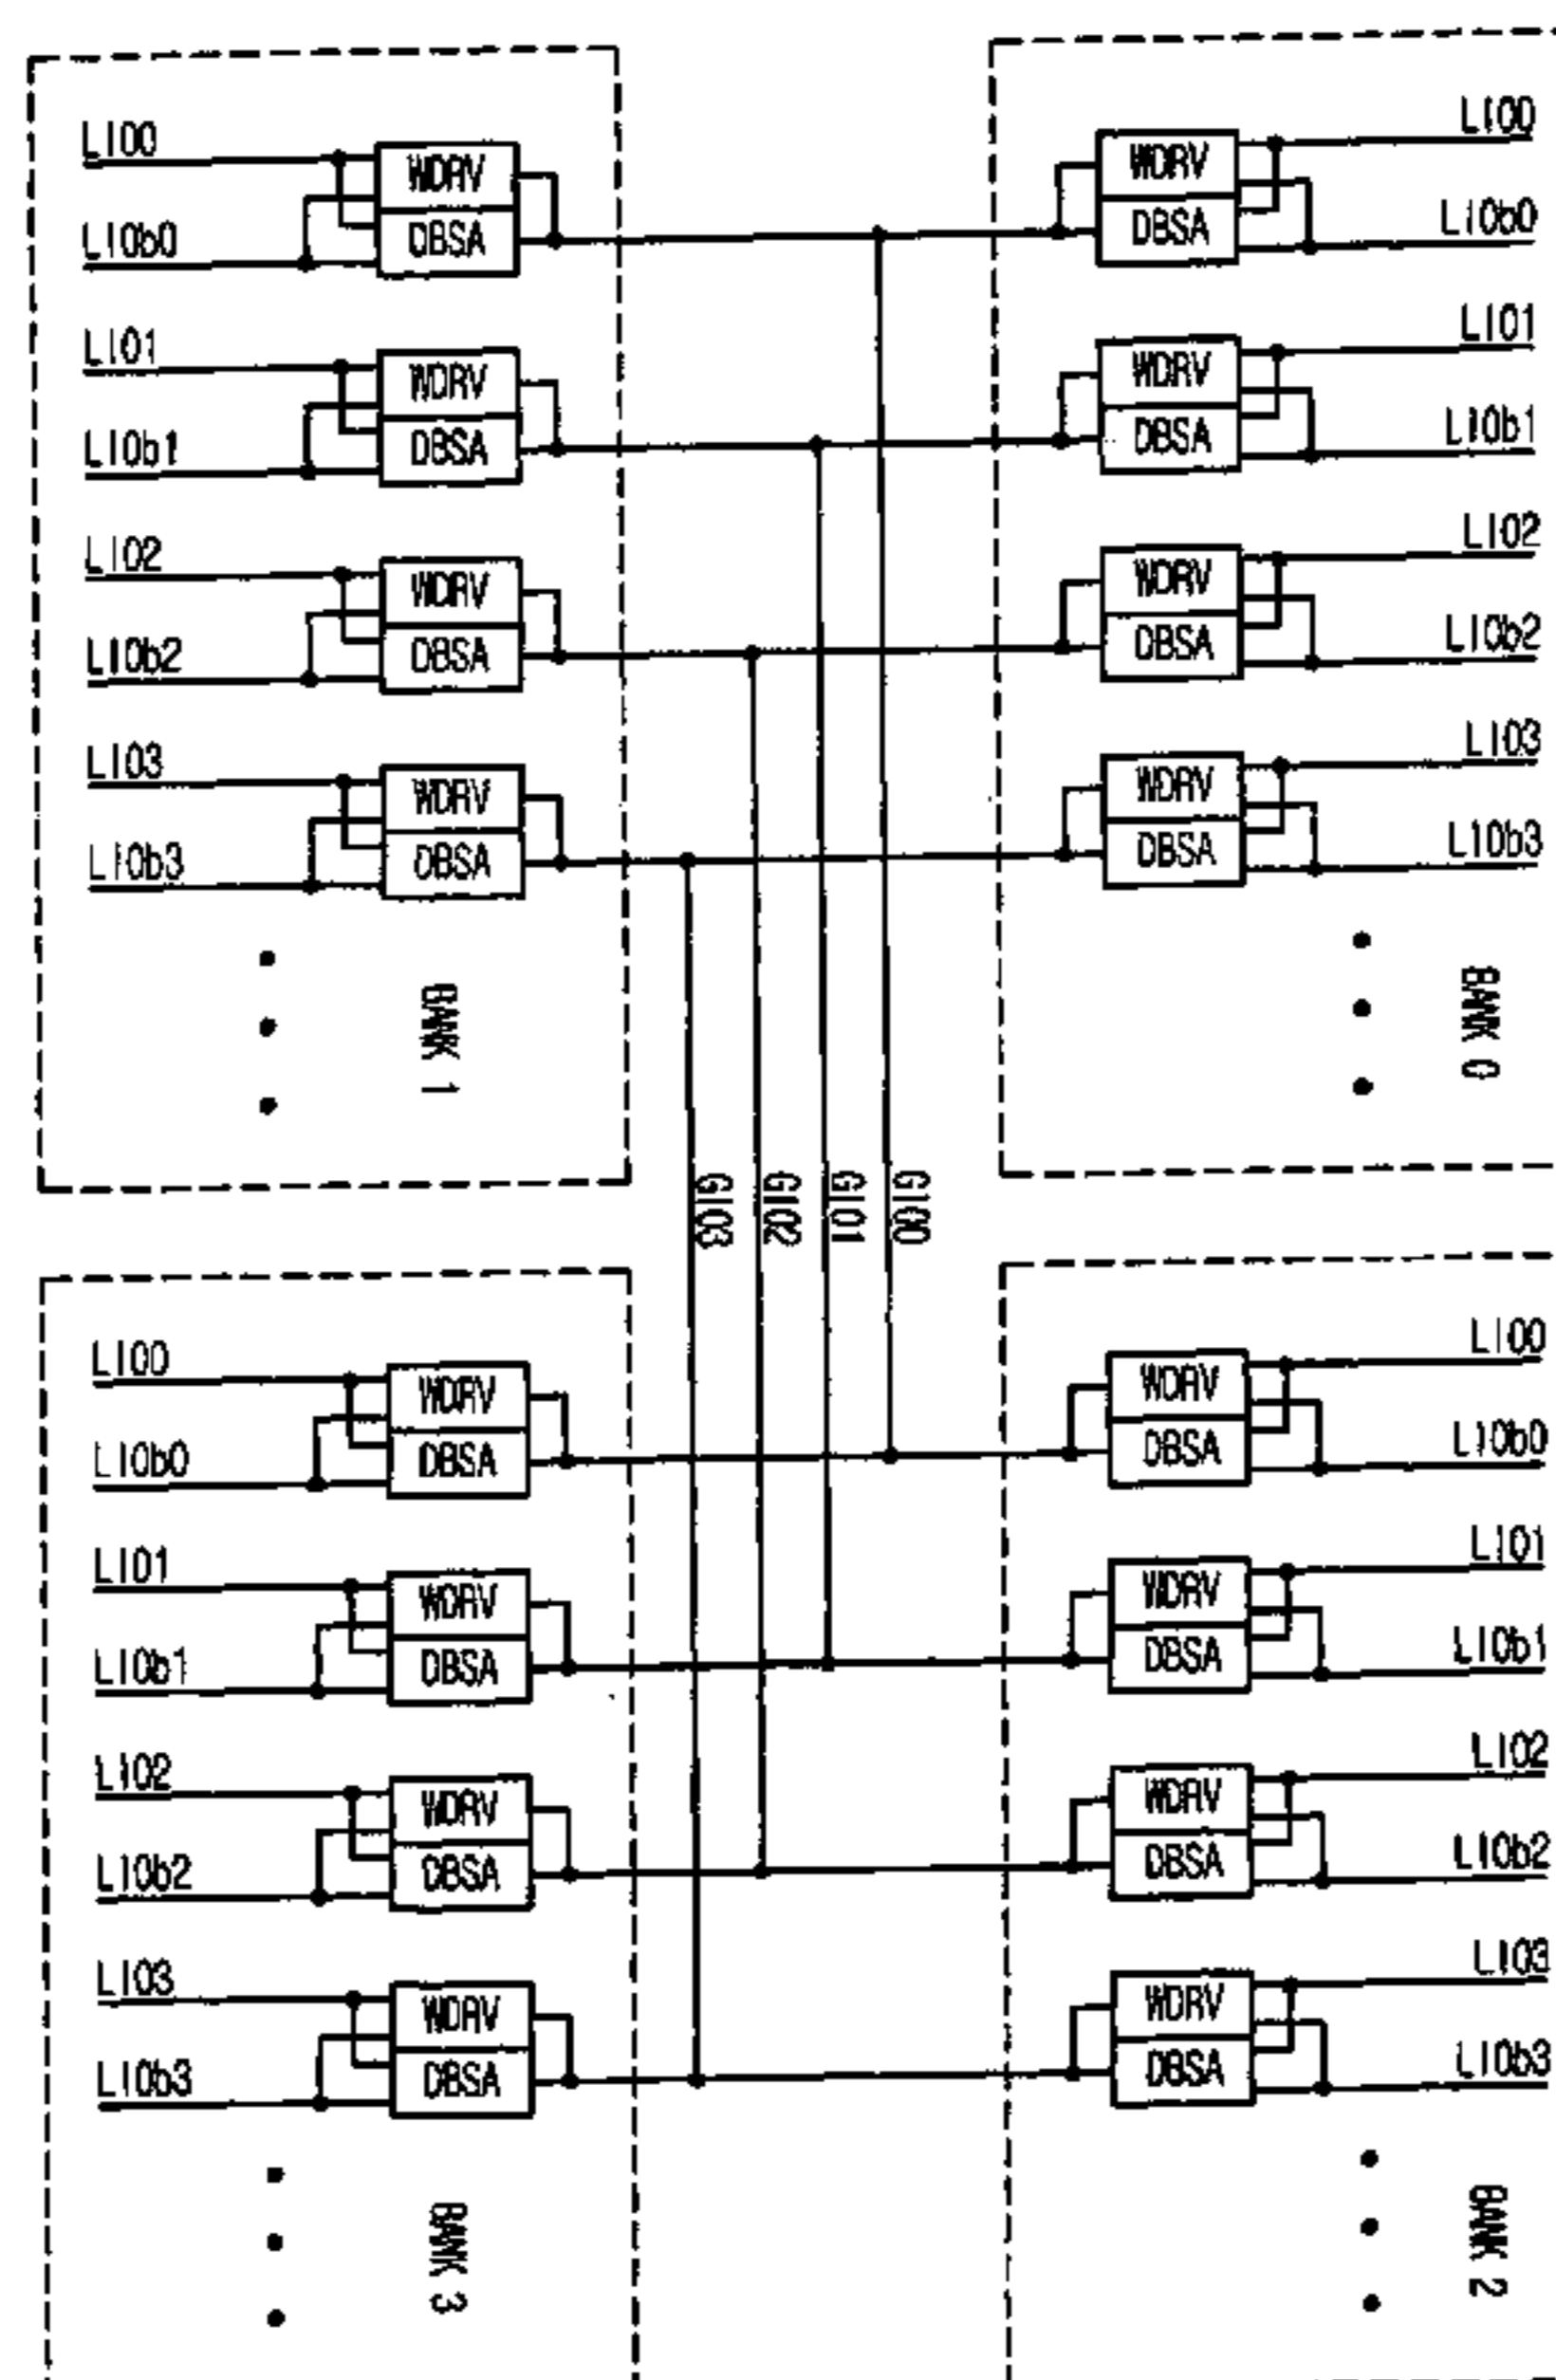 LIO0
WDRV
DBSA
LIOb0
LIO1
WDRV
DBSA
LIOb1
LIO2
WDRV
DBSA
LIOb2
LIO3
WDRV
DBSA
LIOb3
BANK 1
LIO0
WDRV
DBSA
LIOb0
LIO1
WDRV
DBSA
LIOb1
LIO2
WDRV
DBSA
LIOb2
LIO3
WDRV
DBSA
LIOb3
BANK 0
GIO3
GIO2
GIO1
GIO0
LIO0
WDRV
DBSA
LIOb0
LIO1
WDRV
DBSA
LIOb1
LIO2
WDRV
DBSA
LIOb2
LIO3
WDRV
DBSA
LIOb3
BANK 3
LIO0
WDRV
DBSA
LIOb0
LIO1
WDRV
DBSA
LIOb1
LIO2
WDRV
DBSA
LIOb2
LIO3
WDRV
DBSA
LIOb3
BANK 2